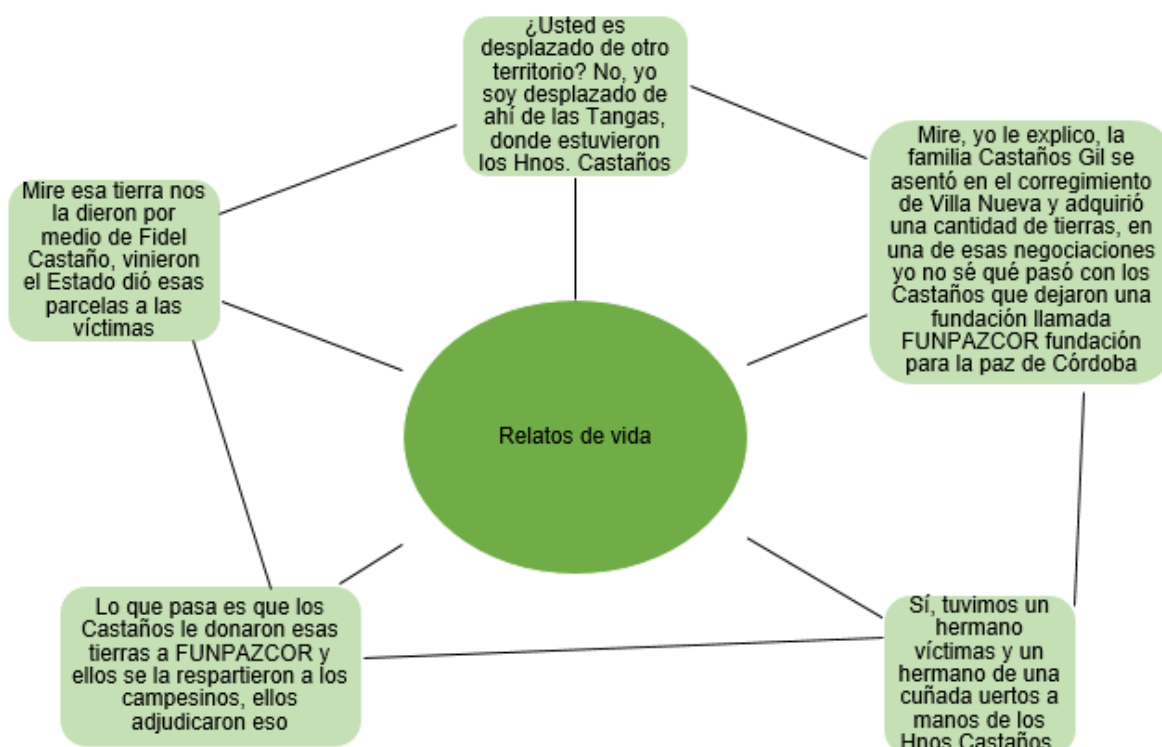 ¿Usted es
desplazado de otro
territorio? No, yo
soy desplazado de
ahí de las Tangas,
donde estuvieron
los Hnos. Castaños
Mire, yo le explico, la
familia Castaños Gil se
asentó en el corregimiento
de Villa Nueva y adquirió
una cantidad de tierras, en
una de esas negociaciones
yo no sé qué pasó con los
Castaños que dejaron una
fundación llamada
FUNPAZCOR fundación
para la paz de Córdoba
Mire esa tierra nos
la dieron por
medio de Fidel
Castaño, vinieron
el Estado dió esas
parcelas a las
víctimas
Relatos de vida
Lo que pasa es que los
Castaños le donaron esas
tierras a FUNPAZCOR y
ellos se la respartieron a los
campesinos, ellos
adjudicaron eso
Sí, tuvimos un
hermano
víctimas y un
hermano de una
cuñada uertos a
manos de los
Hnos Castaños